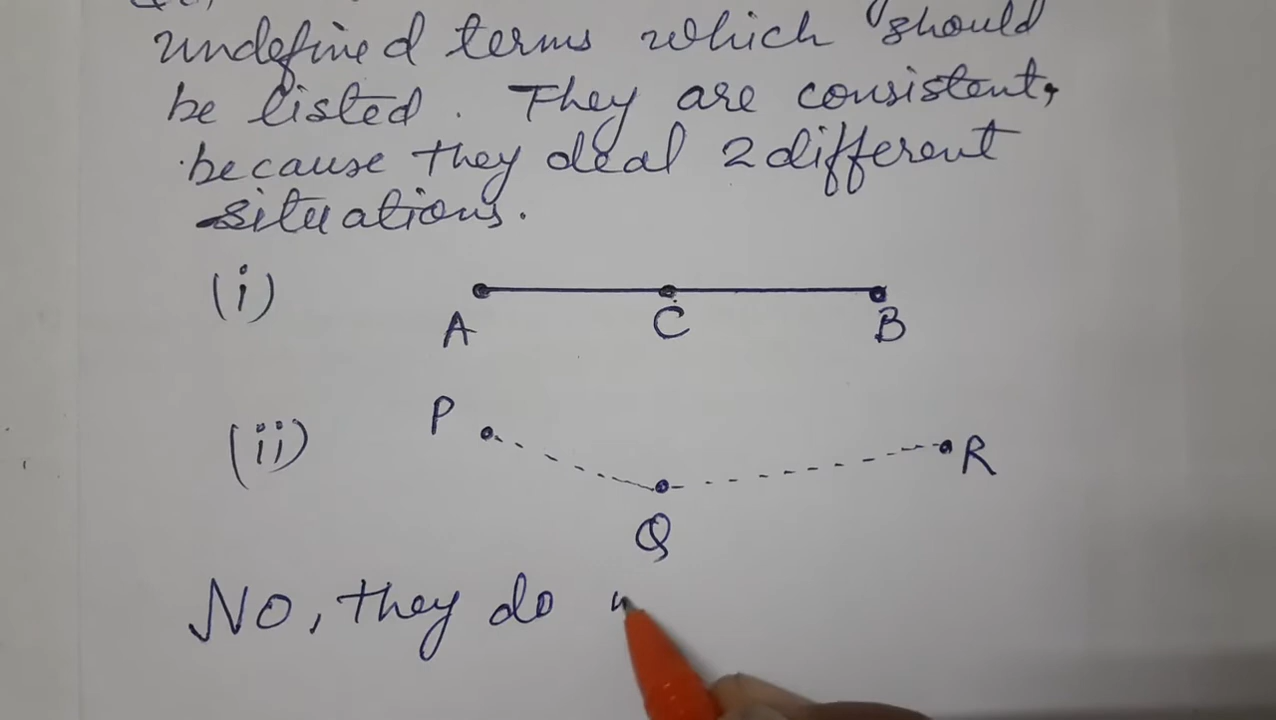 undefined terms which should
be listed. They are consistent,
because they deal 2 different
situations.
(i)
A C B
(ii)
P
R
Q
NO, they do